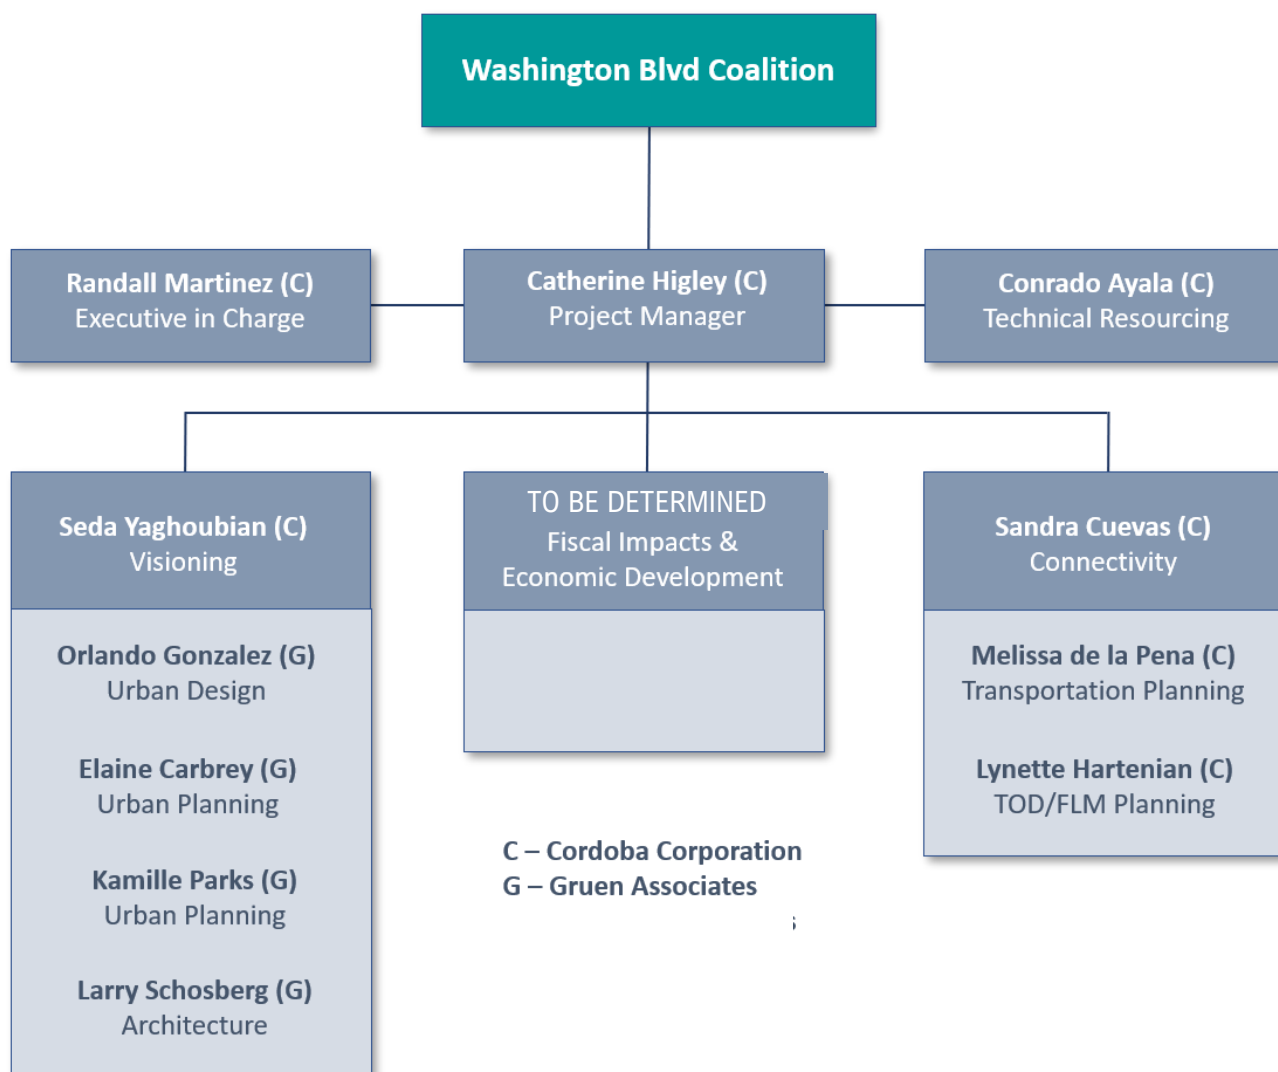 Washington Blvd Coalition
Randall Martinez (C)
Executive in Charge
Catherine Higley (C)
Project Manager
Conrado Ayala (C)
Technical Resourcing
Seda Yaghoubian (C)
Visioning
Orlando Gonzalez (G)
Urban Design
Elaine Carbrey (G)
Urban Planning
Kamille Parks (G)
Urban Planning
Larry Schosberg (G)
Architecture
TO BE DETERMINED
Fiscal Impacts &
Economic Development
Sandra Cuevas (C)
Connectivity
Melissa de la Pena (C)
Transportation Planning
Lynette Hartenian (C)
TOD/FLM Planning
C – Cordoba Corporation
G – Gruen Associates